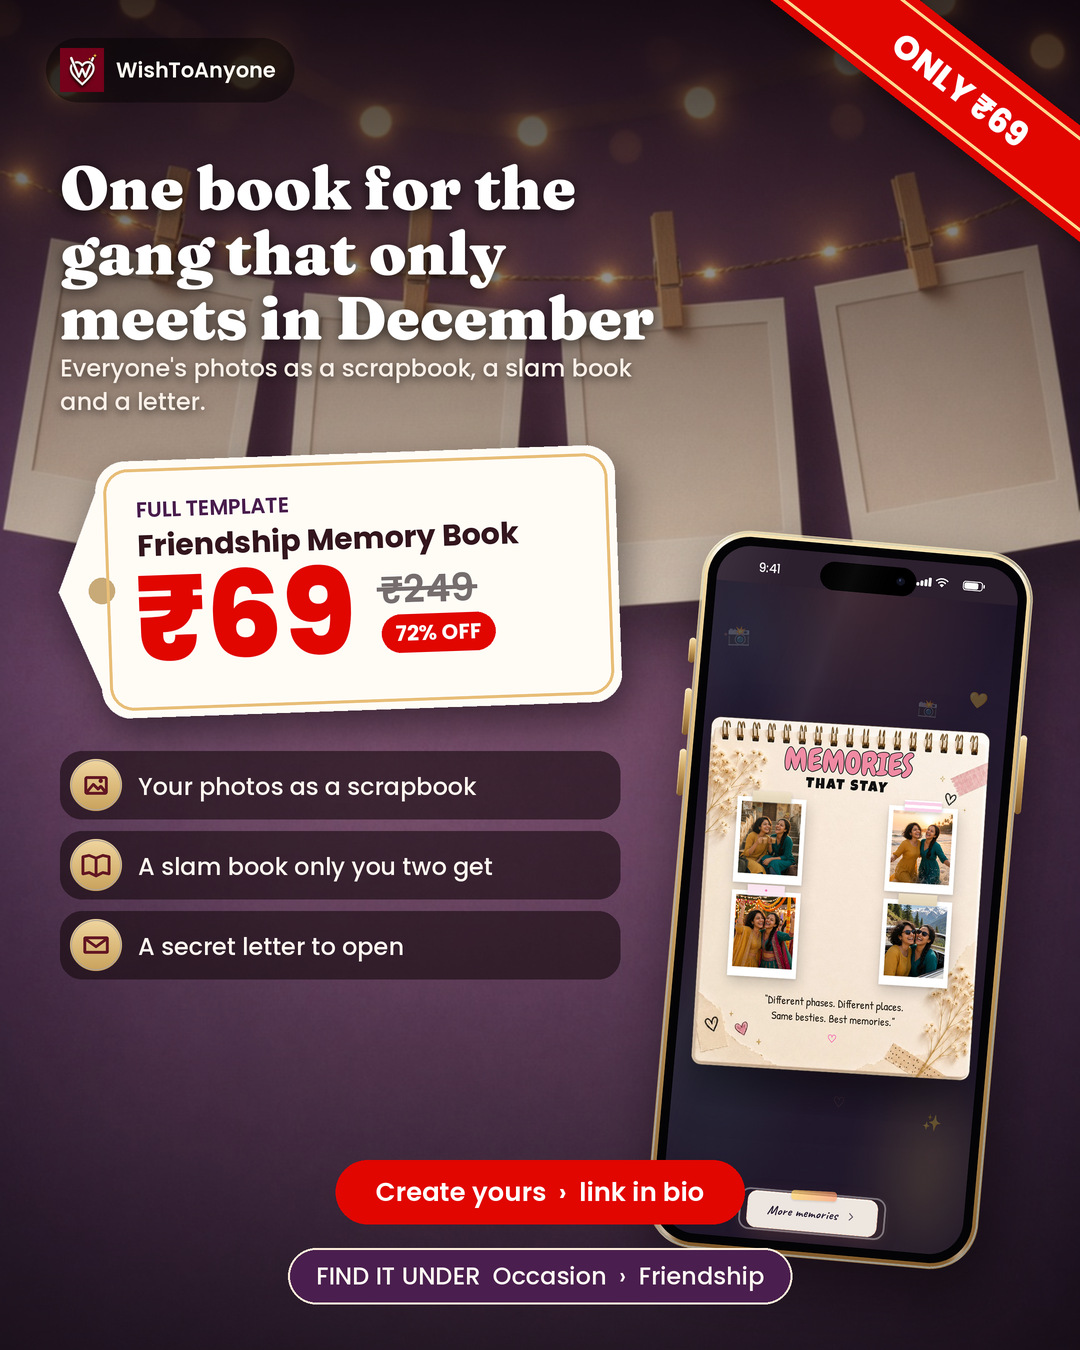 WishToAnyone
ONLY ₹69
One book for the
gang that only
meets in December
Everyone's photos as a scrapbook, a slam book
and a letter.
FULL TEMPLATE
Friendship Memory Book
₹69
₹249
72% OFF
Your photos as a scrapbook
A slam book only you two get
A secret letter to open
9:41
MEMORIES
THAT STAY
"Different phases. Different places.
Same besties. Best memories."
More memories ›
Create yours › link in bio
FIND IT UNDER Occasion › Friendship